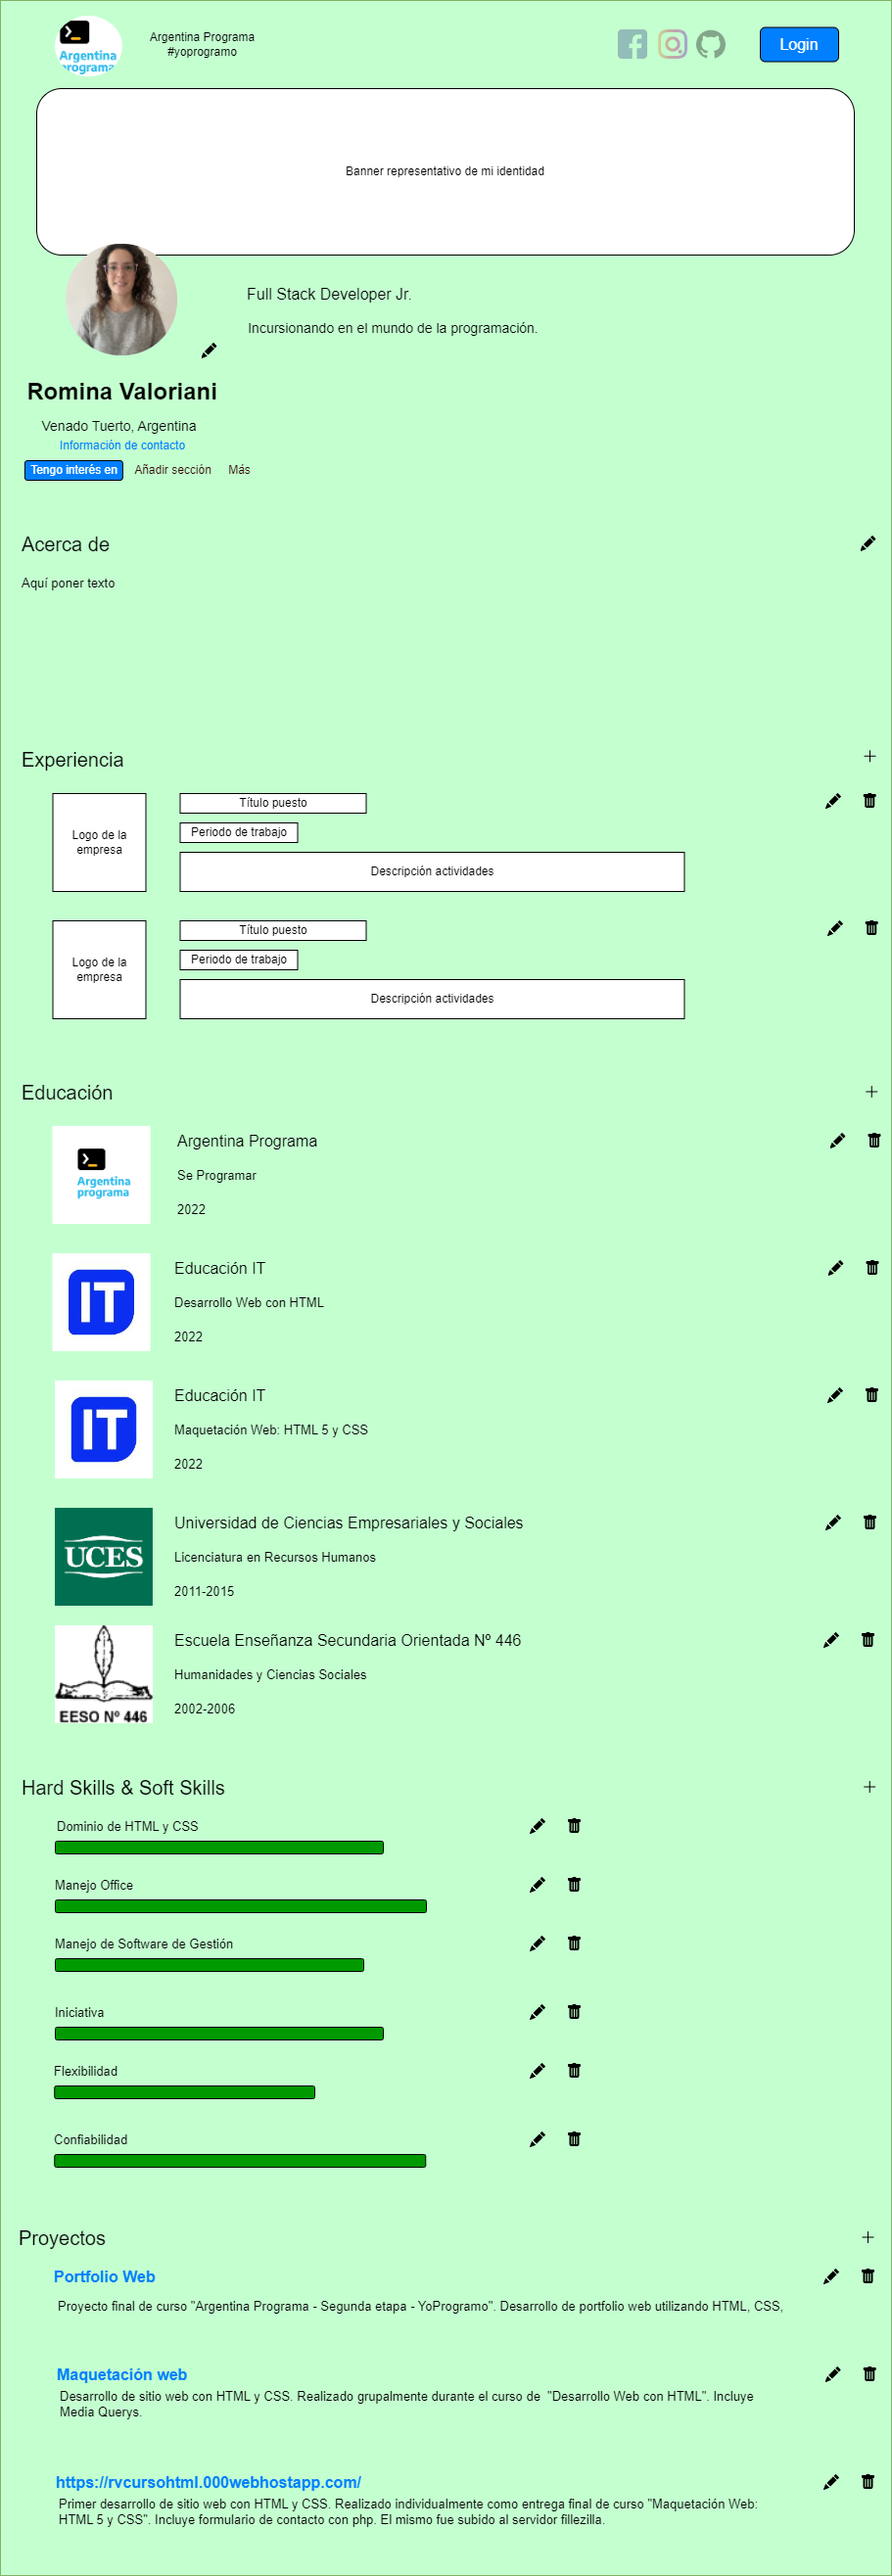 Argentina
programa
Argentina Programa
#yoprogramo
Login
Banner representativo de mi identidad
Full Stack Developer Jr.
Incursionando en el mundo de la programación.
Romina Valoriani
Venado Tuerto, Argentina
Información de contacto
Tengo interés en
Añadir sección
Más
Acerca de
Aquí poner texto
Experiencia
Logo de la
empresa
Título puesto
Periodo de trabajo
Descripción actividades
Logo de la
empresa
Título puesto
Periodo de trabajo
Descripción actividades
Educación
Argentina
programa
Argentina Programa
Se Programar
2022
IT
Educación IT
Desarrollo Web con HTML
2022
IT
Educación IT
Maquetación Web: HTML 5 y CSS
2022
UCES
Universidad de Ciencias Empresariales y Sociales
Licenciatura en Recursos Humanos
2011-2015
EESO Nº 446
Escuela Enseñanza Secundaria Orientada Nº 446
Humanidades y Ciencias Sociales
2002-2006
Hard Skills & Soft Skills
Dominio de HTML y CSS
Manejo Office
Manejo de Software de Gestión
Iniciativa
Flexibilidad
Confiabilidad
Proyectos
Portfolio Web
Proyecto final de curso "Argentina Programa - Segunda etapa - YoProgramo". Desarrollo de portfolio web utilizando HTML, CSS,
Maquetación web
Desarrollo de sitio web con HTML y CSS. Realizado grupalmente durante el curso de "Desarrollo Web con HTML". Incluye
Media Querys.
https://rvcursohtml.000webhostapp.com/
Primer desarrollo de sitio web con HTML y CSS. Realizado individualmente como entrega final de curso "Maquetación Web:
HTML 5 y CSS". Incluye formulario de contacto con php. El mismo fue subido al servidor fillezilla.